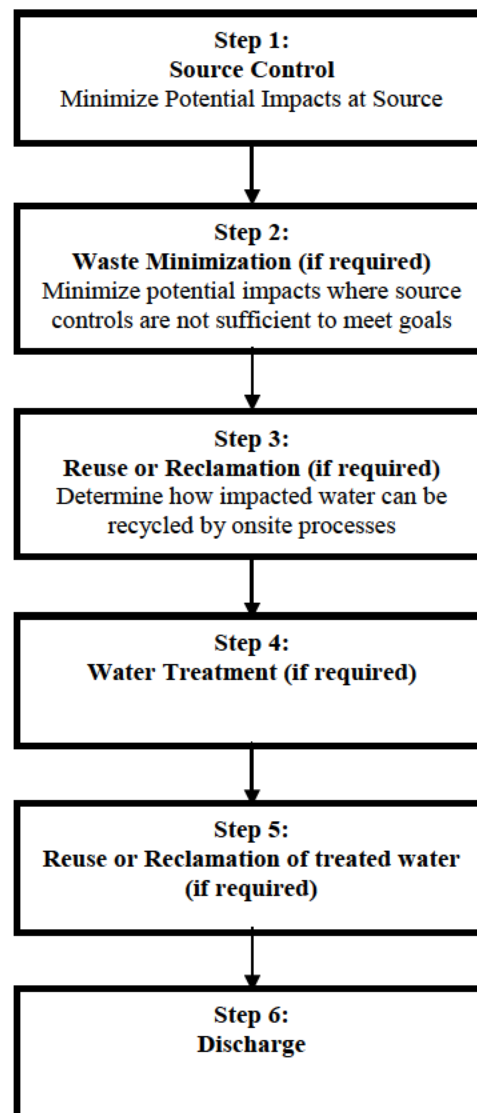 Step 1:
Source Control
Minimize Potential Impacts at Source
Step 2:
Waste Minimization (if required)
Minimize potential impacts where source
controls are not sufficient to meet goals
Step 3:
Reuse or Reclamation (if required)
Determine how impacted water can be
recycled by onsite processes
Step 4:
Water Treatment (if required)
Step 5:
Reuse or Reclamation of treated water
(if required)
Step 6:
Discharge